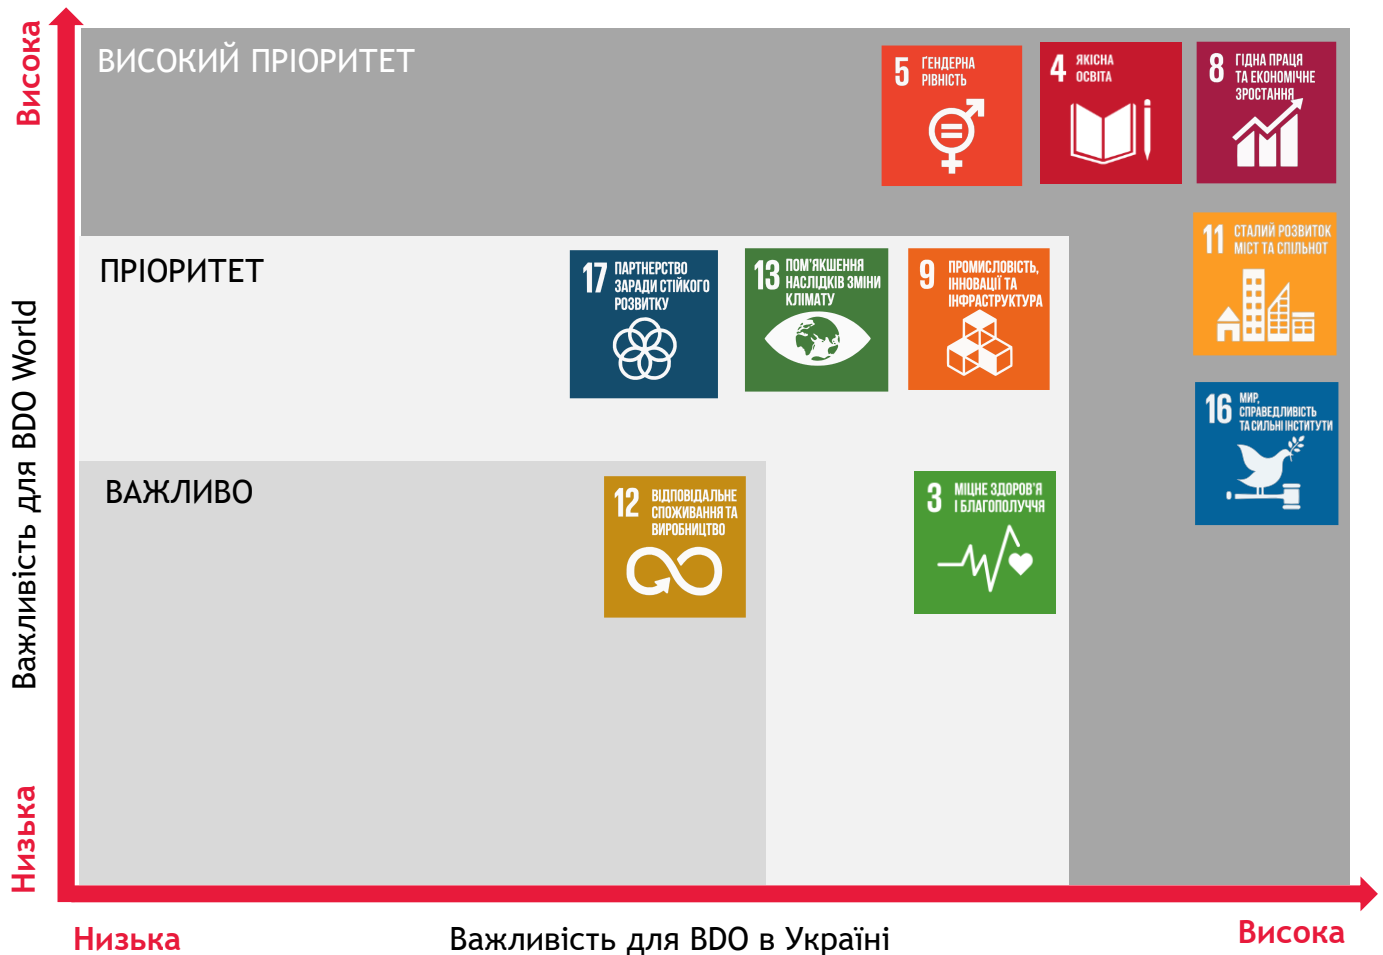 Висока
ВИСОКИЙ ПРІОРИТЕТ
5 ҐЕНДЕРНА
РІВНІСТЬ
4 ЯКІСНА
ОСВІТА
8 ГІДНА ПРАЦЯ
ТА ЕКОНОМІЧНЕ
ЗРОСТАННЯ
11 СТАЛИЙ РОЗВИТОК
МІСТ ТА СПІЛЬНОТ
ПРІОРИТЕТ
17 ПАРТНЕРСТВО
ЗАРАДИ СТІЙКОГО
РОЗВИТКУ
13 ПОМ'ЯКШЕННЯ
НАСЛІДКІВ ЗМІНИ
КЛІМАТУ
9 ПРОМИСЛОВІСТЬ,
ІННОВАЦІЇ ТА
ІНФРАСТРУКТУРА
16 МИР,
СПРАВЕДЛИВІСТЬ
ТА СИЛЬНІ ІНСТИТУТИ
Важливість для BDO World
ВАЖЛИВО
12 ВІДПОВІДАЛЬНЕ
СПОЖИВАННЯ ТА
ВИРОБНИЦТВО
3 МІЦНЕ ЗДОРОВ'Я
І БЛАГОПОЛУЧЧЯ
Низька
Низька
Важливість для BDO в Україні
Висока